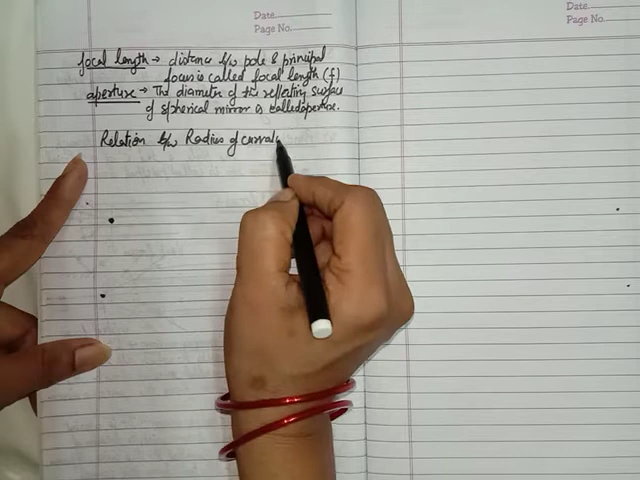 Date
Page No.
Date
Page No.
focal length → distance b/w pole & principal
focus is called focal length (f)
aperture → The diameter of the reflecting surface
of spherical mirror is called aperture.
Relation b/w Radius of curvat